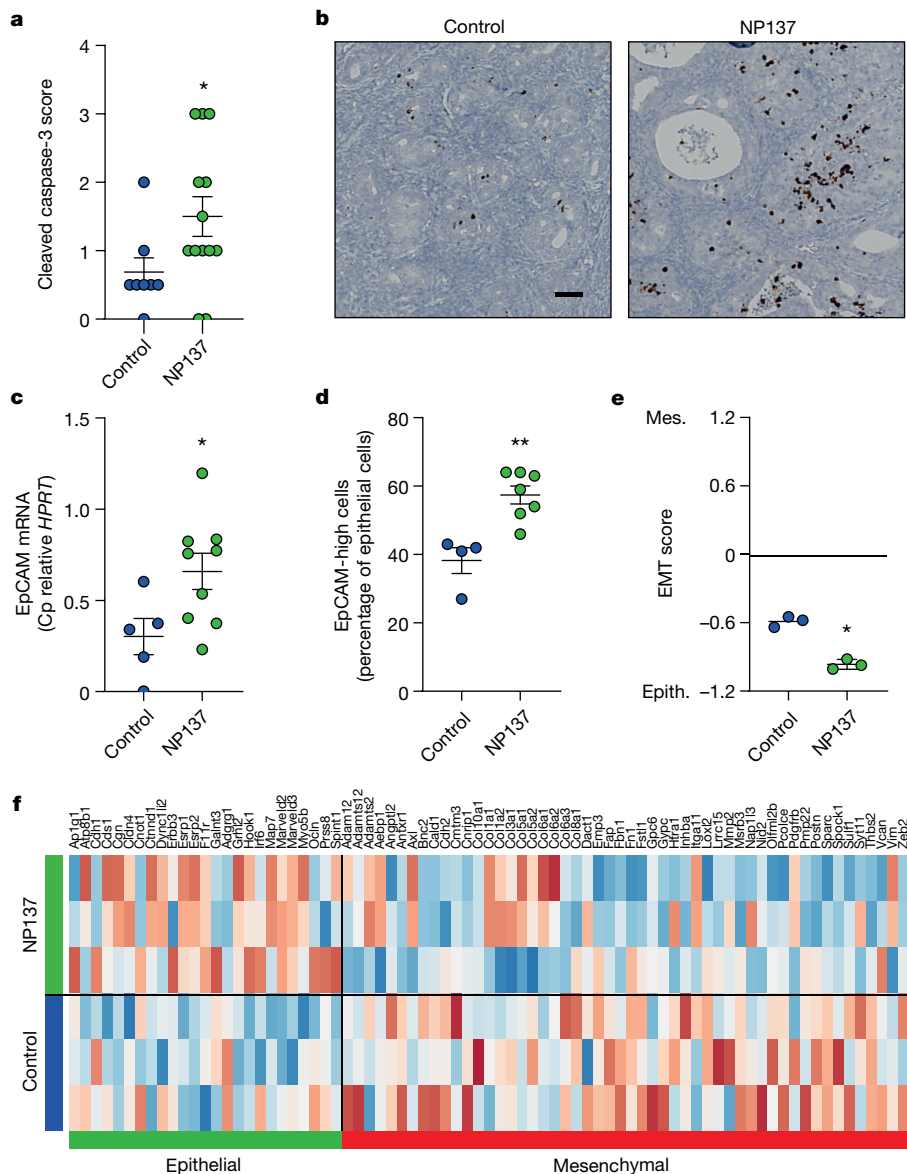 a
Cleaved caspase-3 score
4
3
2
1
0
*
Control
NP137
b
Control
NP137
c
EpCAM mRNA
(Cp relative HPRT)
1.5
1.0
0.5
0
*
Control
NP137
d
EpCAM-high cells
(percentage of epithelial cells)
80
60
40
20
0
**
Control
NP137
e
EMT score
Mes.
Epith.
1.2
0.6
0
−0.6
−1.2
*
Control
NP137
f
Ap1g1
Atp8b1
Cdh1
Cds1
Cgn
Cldn4
Cnot1
Ctnnd1
Dync1li2
Erbb3
Esrp1
Esrp2
F11r
Galnt3
Adgrg1
Grhl2
Hook1
Irf6
Map7
Marveld2
Marveld3
Myo5b
Ocln
Prss8
Spint1
Adam12
Adamts12
Adamts2
Aebp1
Angptl2
Antxr1
Axl
Bnc2
Cald1
Cdh2
Cmtm3
Cnrip1
Col10a1
Col1a1
Col1a2
Col3a1
Col5a1
Col5a2
Col6a1
Col6a2
Col6a3
Col8a1
Dact1
Emp3
Fap
Fbn1
Fn1
Fstl1
Gpc6
Gypc
Htra1
Inhba
Itga11
Loxl2
Lrrc15
Mmp2
Msrb3
Nap1l3
Nid2
Olfml2b
Pcolce
Pdgfrb
Pmp22
Postn
Sparc
Spock1
Sulf1
Syt11
Thbs2
Vcan
Vim
Zeb2
NP137
Control
Epithelial
Mesenchymal